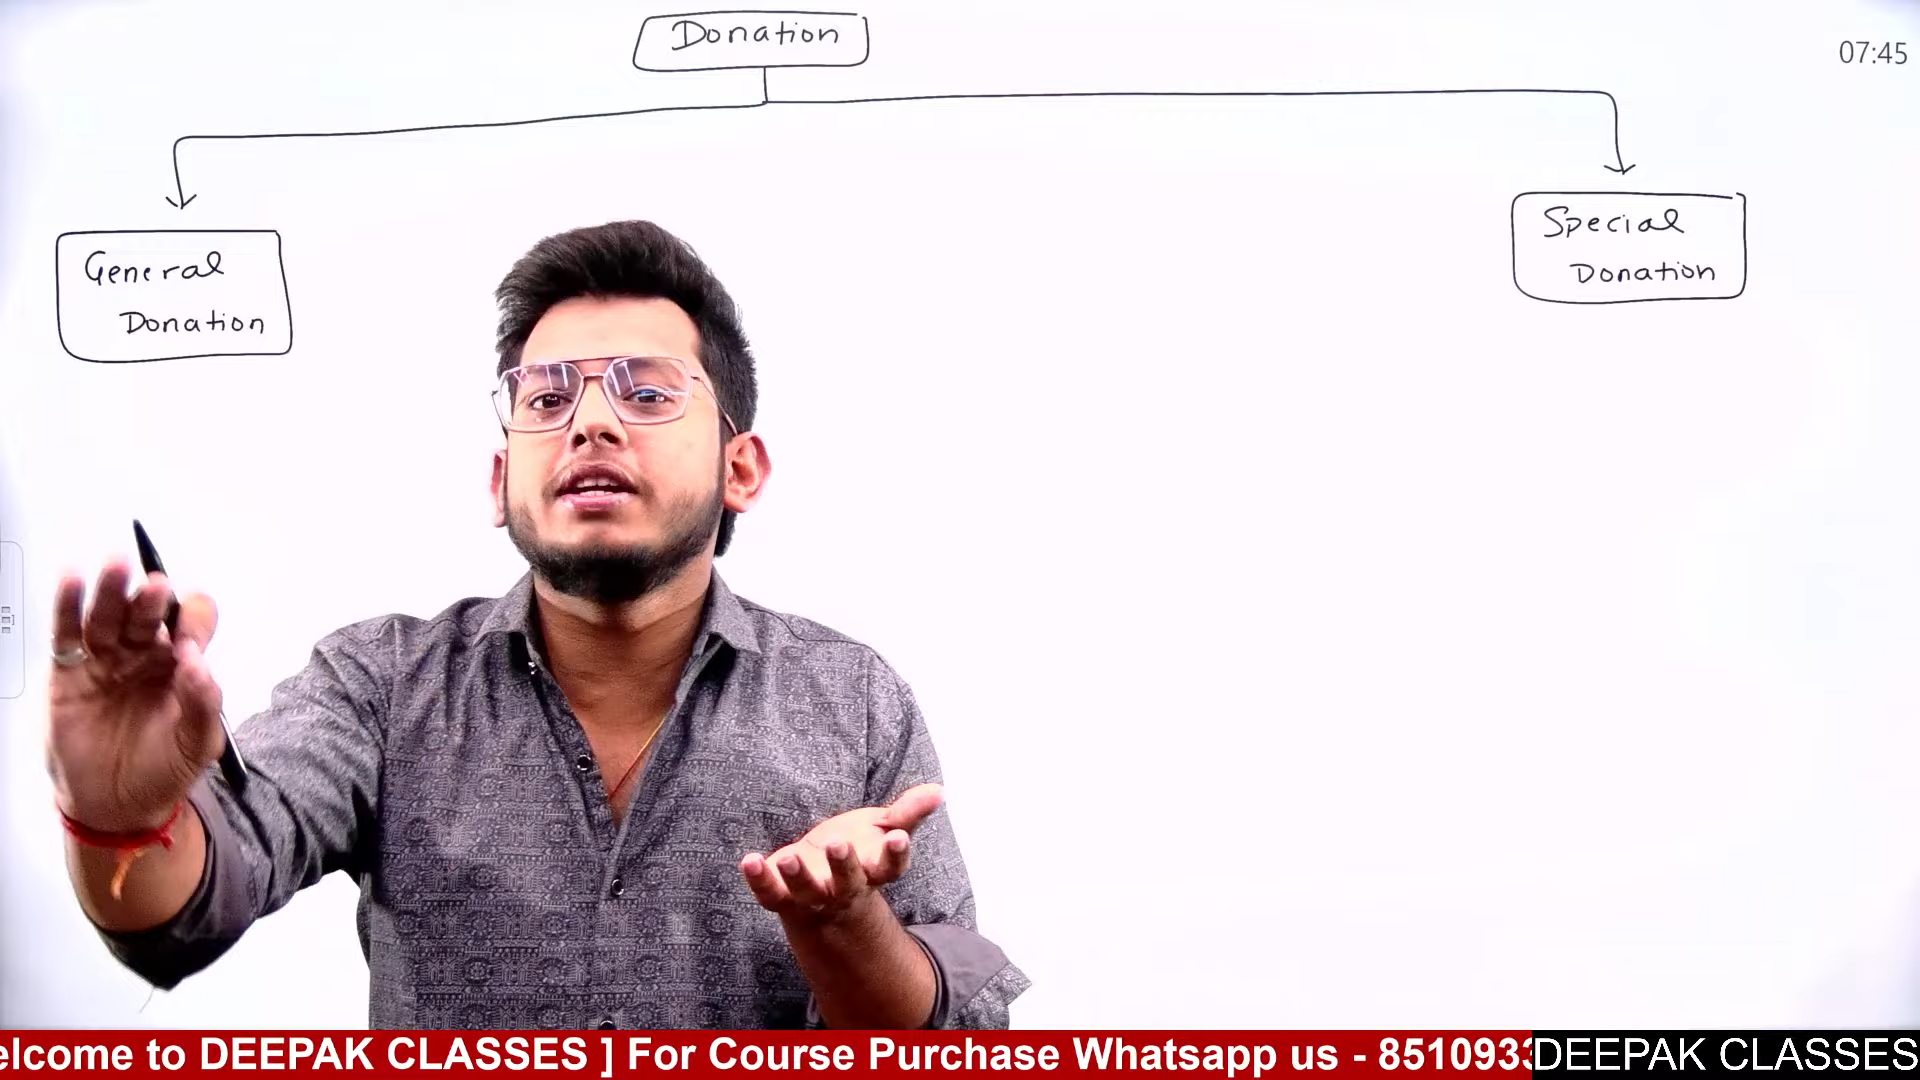 Donation
07:45
General
Donation
Special
Donation
elcome to DEEPAK CLASSES ] For Course Purchase Whatsapp us - 851093
DEEPAK CLASSES